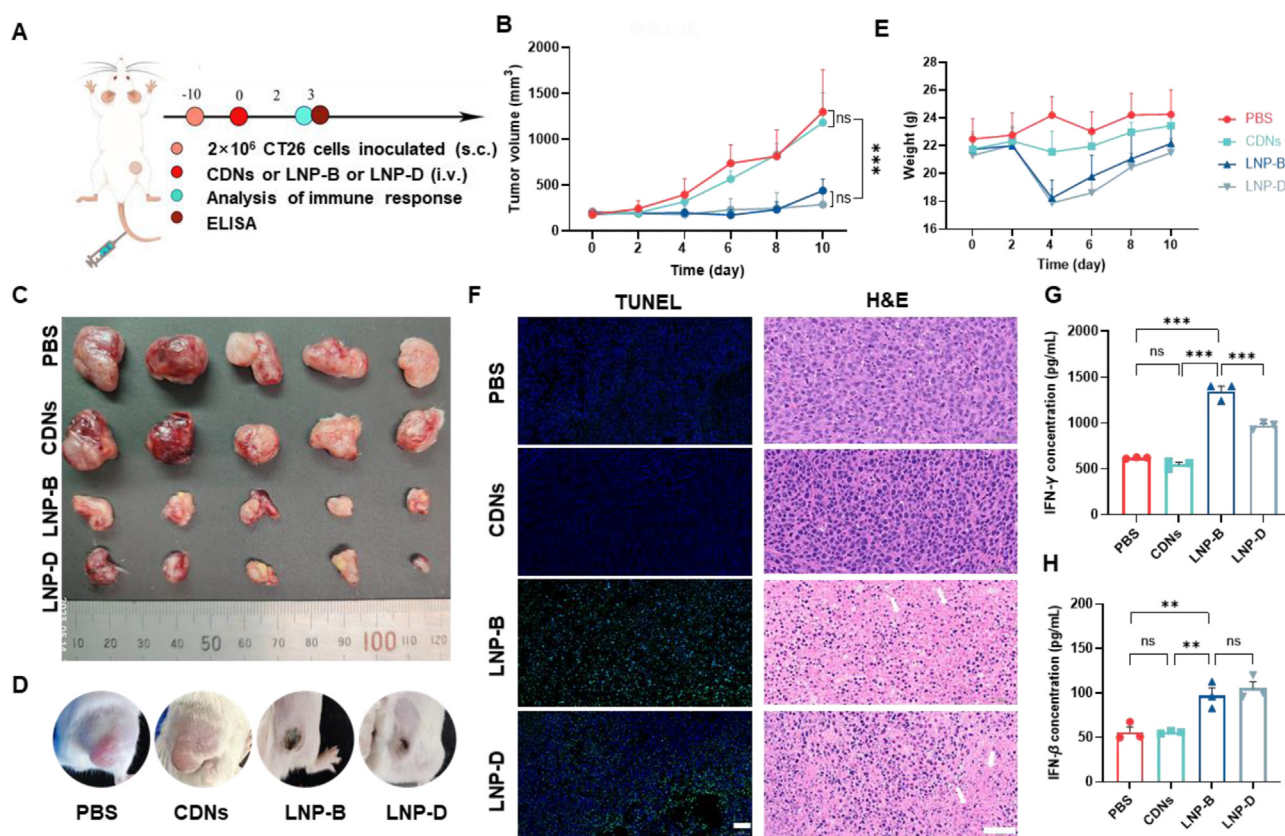 A
-10
0
2
3
2×10⁶ CT26 cells inoculated (s.c.)
CDNs or LNP-B or LNP-D (i.v.)
Analysis of immune response
ELISA
B
Tumor volume (mm³)
2000
1500
1000
500
0
0 2 4 6 8 10
Time (day)
ns
***
ns
E
Weight (g)
28
26
24
22
20
18
16
0 2 4 6 8 10
Time (day)
PBS
CDNs
LNP-B
LNP-D
C
PBS
CDNs
LNP-B
LNP-D
10 20 30 40 50 60 70 80 90 100 110 120
D
PBS CDNs LNP-B LNP-D
F
TUNEL H&E
PBS
CDNs
LNP-B
LNP-D
G
IFN-γ concentration (pg/mL)
2000
1500
1000
500
0
***
ns *** ***
PBS CDNs LNP-B LNP-D
H
IFN-β concentration (pg/mL)
200
150
100
50
0
**
ns ** ns
PBS CDNs LNP-B LNP-D